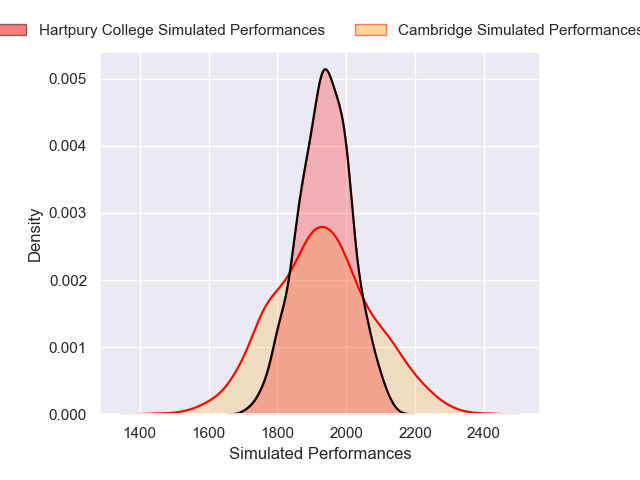 Hartpury College Simulated Performances
Cambridge Simulated Performances
0.005
0.004
0.003
0.002
0.001
0.000
Density
1400 1600 1800 2000 2200 2400
Simulated Performances